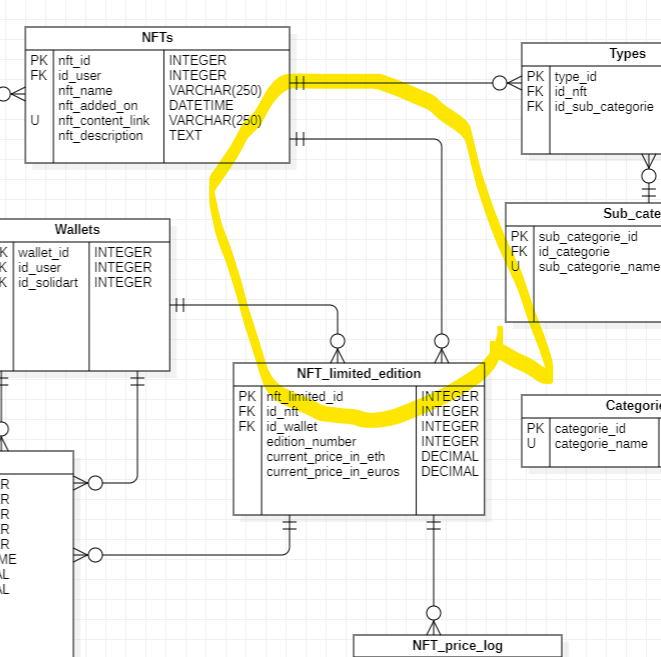 NFTs
PK nft_id INTEGER
FK id_user INTEGER
nft_name VARCHAR(250)
nft_added_on DATETIME
U nft_content_link VARCHAR(250)
nft_description TEXT
Types
PK type_id
FK id_nft
FK id_sub_categorie
Wallets
K wallet_id INTEGER
K id_user INTEGER
K id_solidart INTEGER
Sub_cate
PK sub_categorie_id
FK id_categorie
U sub_categorie_name
NFT_limited_edition
PK nft_limited_id INTEGER
FK id_nft INTEGER
FK id_wallet INTEGER
edition_number INTEGER
current_price_in_eth DECIMAL
current_price_in_euros DECIMAL
Categorie
PK categorie_id
U categorie_name
R
R
R
R
R
ME
AL
AL
NFT_price_log